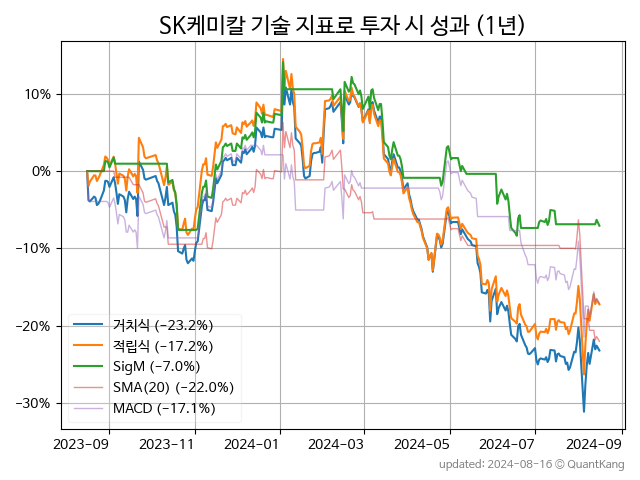 SK케미칼 기술 지표로 투자 시 성과 (1년)
10%
0%
−10%
−20%
−30%
거치식 (−23.2%)
적립식 (−17.2%)
SigM (−7.0%)
SMA(20) (−22.0%)
MACD (−17.1%)
2023-09 2023-11 2024-01 2024-03 2024-05 2024-07 2024-09
updated: 2024-08-16 © QuantKang